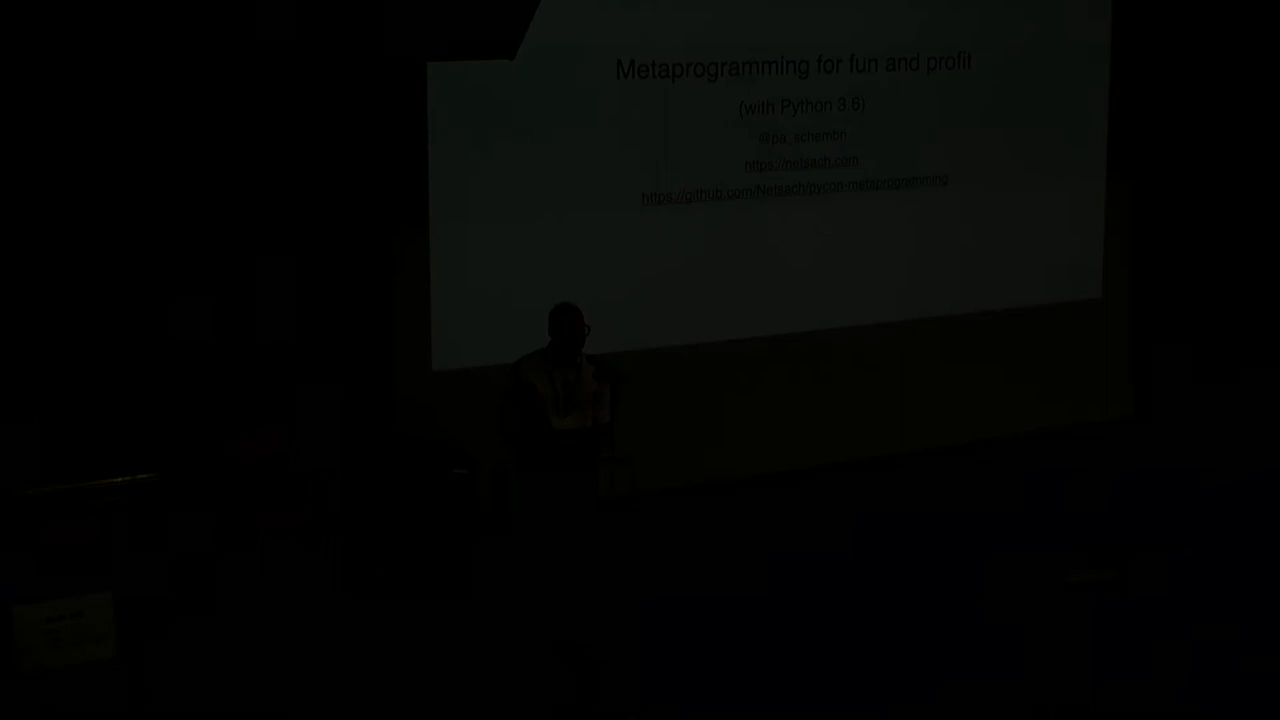 Metaprogramming for fun and profit
(with Python 3.6)
@pa_schembri
https://netsach.com
https://github.com/Netsach/pycon-metaprogramming